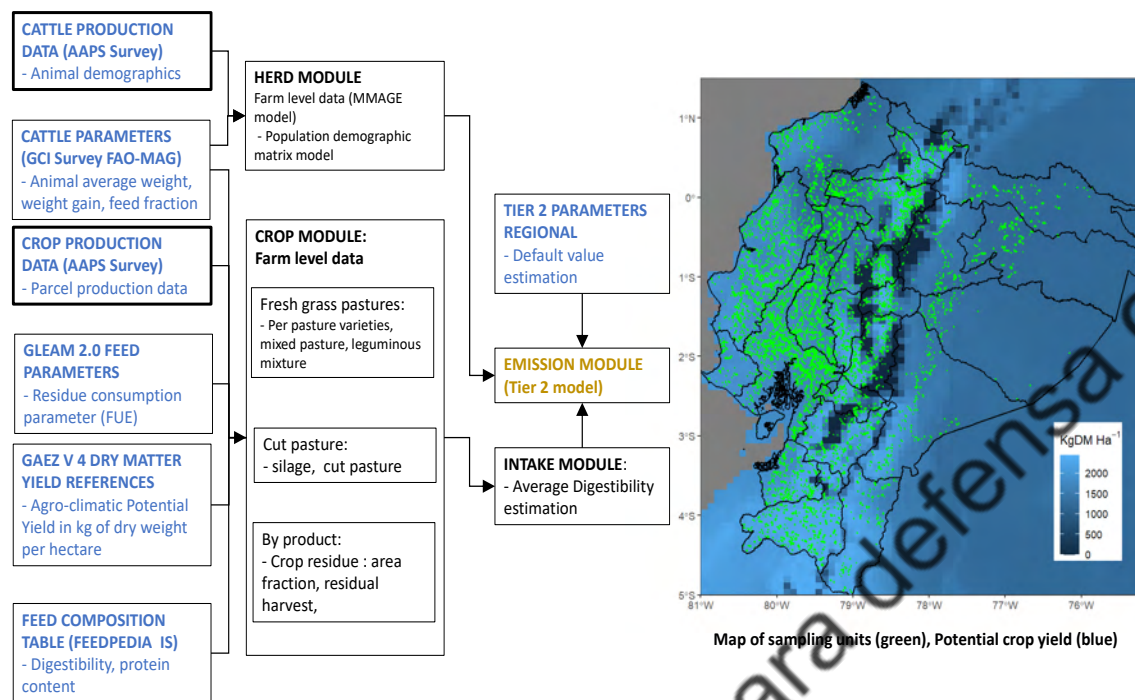 CATTLE PRODUCTION
DATA (AAPS Survey)
- Animal demographics
CATTLE PARAMETERS
(GCI Survey FAO-MAG)
- Animal average weight,
weight gain, feed fraction
CROP PRODUCTION
DATA (AAPS Survey)
- Parcel production data
GLEAM 2.0 FEED
PARAMETERS
- Residue consumption
parameter (FUE)
GAEZ V 4 DRY MATTER
YIELD REFERENCES
- Agro-climatic Potential
Yield in kg of dry weight
per hectare
FEED COMPOSITION
TABLE (FEEDPEDIA IS)
- Digestibility, protein
content
HERD MODULE
Farm level data (MMAGE
model)
- Population demographic
matrix model
CROP MODULE:
Farm level data
Fresh grass pastures:
- Per pasture varieties,
mixed pasture, leguminous
mixture
Cut pasture:
- silage, cut pasture
By product:
- Crop residue : area
fraction, residual
harvest,
TIER 2 PARAMETERS
REGIONAL
- Default value
estimation
EMISSION MODULE
(Tier 2 model)
INTAKE MODULE:
- Average Digestibility
estimation
1°N
0°
1°S
2°S
3°S
4°S
5°S
81°W
80°W
79°W
78°W
77°W
76°W
KgDM Ha⁻¹
2000
1500
1000
500
0
Map of sampling units (green), Potential crop yield (blue)
ara defensa